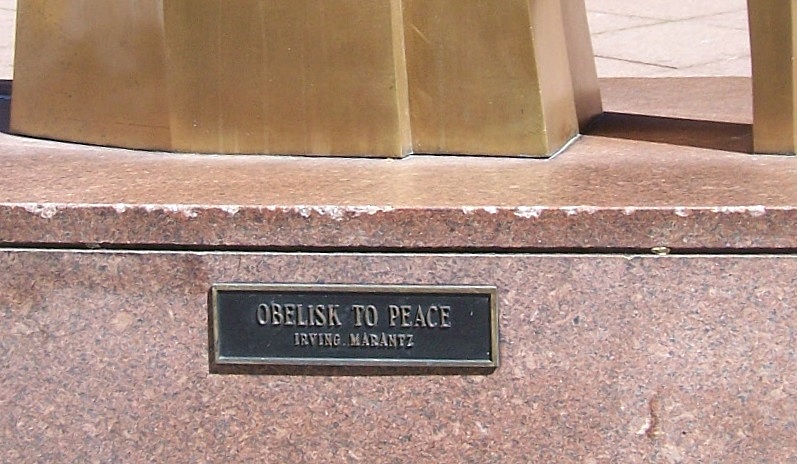 OBELISK TO PEACE
IRVING MARANTZ